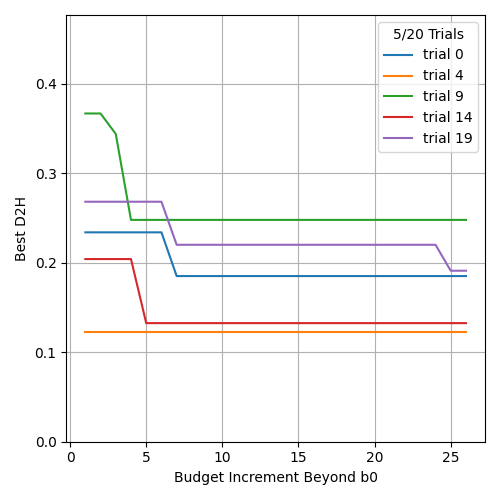 5/20 Trials
trial 0
trial 4
trial 9
trial 14
trial 19
Best D2H
0.4
0.3
0.2
0.1
0.0
0 5 10 15 20 25
Budget Increment Beyond b0